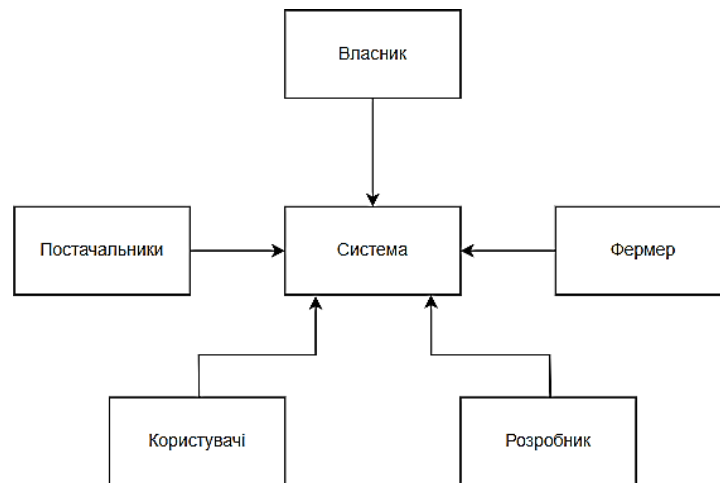 Власник
Постачальники
Система
Фермер
Користувачі
Розробник